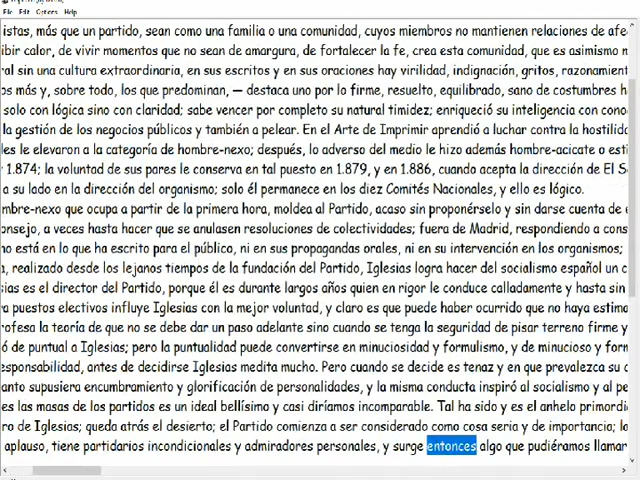 File Edit Options Help
istas, más que un partido, sean como una familia o una comunidad, cuyos miembros no mantienen relaciones de afe
ibir calor, de vivir momentos que no sean de amargura, de fortalecer la fe, crea esta comunidad, que es asimismo n
ral sin una cultura extraordinaria, en sus escritos y en sus oraciones hay virilidad, indignación, gritos, razonamient
os más y, sobre todo, los que predominan, — destaca uno por lo firme, resuelto, equilibrado, sano de costumbres h
solo con lógica sino con claridad; sabe vencer por completo su natural timidez; enriqueció su inteligencia con cono
la gestión de los negocios públicos y también a pelear. En el Arte de Imprimir aprendió a luchar contra la hostilida
les le elevaron a la categoría de hombre-nexo; después, lo adverso del medio le hizo además hombre-acicate o estí
1.874; la voluntad de sus pares le conserva en tal puesto en 1.879, y en 1.886, cuando acepta la dirección de El S
a su lado en la dirección del organismo; solo él permanece en los diez Comités Nacionales, y ello es lógico.
mbre-nexo que ocupa a partir de la primera hora, moldea al Partido, acaso sin proponérselo y sin darse cuenta de e
onsejo, a veces hasta hacer que se anulasen resoluciones de colectividades; fuera de Madrid, respondiendo a cons
no está en lo que ha escrito para el público, ni en sus propagandas orales, ni en su intervención en los organismos;
a, realizado desde los lejanos tiempos de la fundación del Partido, Iglesias logra hacer del socialismo español un c
sias es el director del Partido, porque él es durante largos años quien en rigor le conduce calladamente y hasta sin
a puestos electivos influye Iglesias con la mejor voluntad, y claro es que puede haber ocurrido que no haya estima
rofesa la teoría de que no se debe dar un paso adelante sino cuando se tenga la seguridad de pisar terreno firme y
ó de puntual a Iglesias; pero la puntualidad puede convertirse en minuciosidad y formulismo, y de minucioso y form
esponsabilidad, antes de decidirse Iglesias medita mucho. Pero cuando se decide es tenaz y en que prevalezca su c
anto supusiera encumbramiento y glorificación de personalidades, y la misma conducta inspiró al socialismo y al pe
es las masas de los partidos es un ideal bellísimo y casi diríamos incomparable. Tal ha sido y es el anhelo primordi
ro de Iglesias; queda atrás el desierto; el Partido comienza a ser considerado como cosa seria y de importancia; lo
aplauso, tiene partidarios incondicionales y admiradores personales, y surge entonces algo que pudiéramos llamar